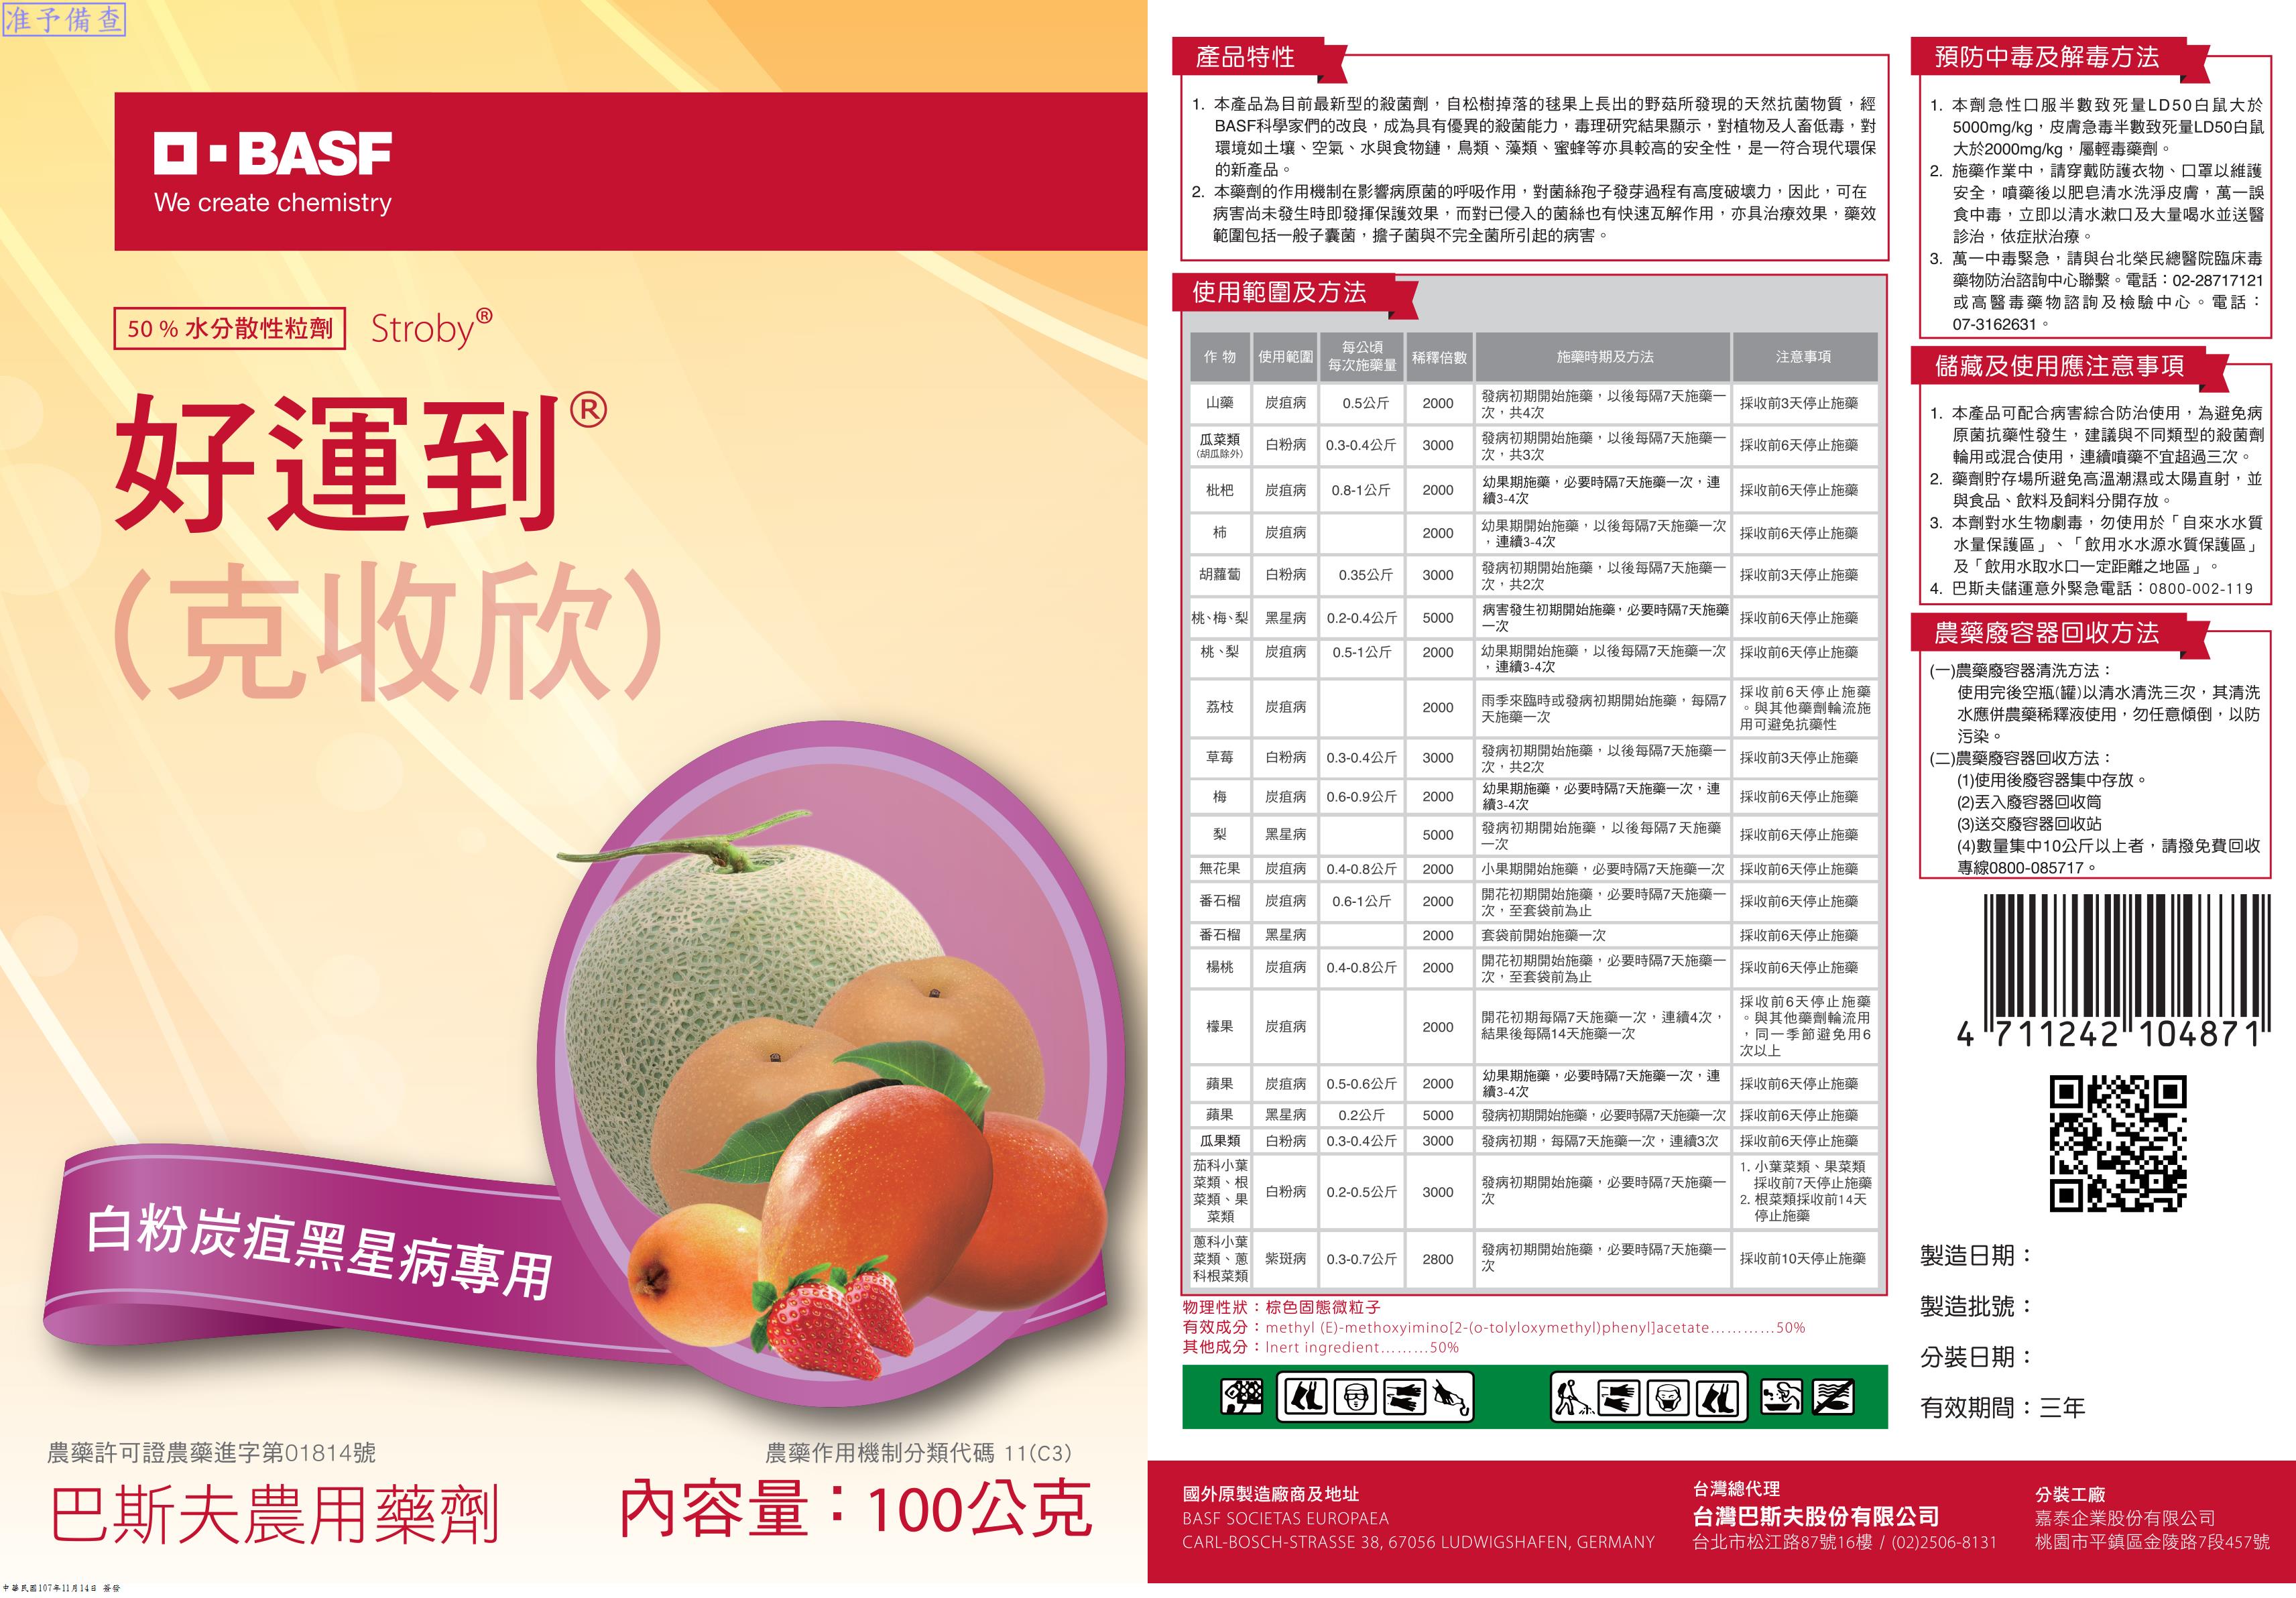 准予備查
BASF
We create chemistry
50 % 水分散性粒劑
Stroby®
好運到®
(克收欣)
白粉炭疽黑星病專用
農藥許可證農藥進字第01814號
農藥作用機制分類代碼 11(C3)
巴斯夫農用藥劑
內容量：100公克
中華民國107年11月14日 簽發
產品特性
1. 本產品為目前最新型的殺菌劑，自松樹掉落的毬果上長出的野菇所發現的天然抗菌物質，經
BASF科學家們的改良，成為具有優異的殺菌能力，毒理研究結果顯示，對植物及人畜低毒，對
環境如土壤、空氣、水與食物鏈，鳥類、藻類、蜜蜂等亦具較高的安全性，是一符合現代環保
的新產品。
2. 本藥劑的作用機制在影響病原菌的呼吸作用，對菌絲孢子發芽過程有高度破壞力，因此，可在
病害尚未發生時即發揮保護效果，而對已侵入的菌絲也有快速瓦解作用，亦具治療效果，藥效
範圍包括一般子囊菌，擔子菌與不完全菌所引起的病害。
使用範圍及方法
作 物 使用範圍 每公頃每次施藥量 稀釋倍數 施藥時期及方法 注意事項
山藥 炭疽病 0.5公斤 2000 發病初期開始施藥，以後每隔7天施藥一次，共4次 採收前3天停止施藥
瓜菜類(胡瓜除外) 白粉病 0.3-0.4公斤 3000 發病初期開始施藥，以後每隔7天施藥一次，共3次 採收前6天停止施藥
枇杷 炭疽病 0.8-1公斤 2000 幼果期施藥，必要時隔7天施藥一次，連續3-4次 採收前6天停止施藥
柿 炭疽病 2000 幼果期開始施藥，以後每隔7天施藥一次，連續3-4次 採收前6天停止施藥
胡蘿蔔 白粉病 0.35公斤 3000 發病初期開始施藥，以後每隔7天施藥一次，共2次 採收前3天停止施藥
桃、梅、梨 黑星病 0.2-0.4公斤 5000 病害發生初期開始施藥，必要時隔7天施藥一次 採收前6天停止施藥
桃、梨 炭疽病 0.5-1公斤 2000 幼果期開始施藥，以後每隔7天施藥一次，連續3-4次 採收前6天停止施藥
荔枝 炭疽病 2000 雨季來臨時或發病初期開始施藥，每隔7天施藥一次 採收前6天停止施藥。與其他藥劑輪流施用可避免抗藥性
草莓 白粉病 0.3-0.4公斤 3000 發病初期開始施藥，以後每隔7天施藥一次，共2次 採收前3天停止施藥
梅 炭疽病 0.6-0.9公斤 2000 幼果期施藥，必要時隔7天施藥一次，連續3-4次 採收前6天停止施藥
梨 黑星病 5000 發病初期開始施藥，以後每隔7天施藥一次 採收前6天停止施藥
無花果 炭疽病 0.4-0.8公斤 2000 小果期開始施藥，必要時隔7天施藥一次 採收前6天停止施藥
番石榴 炭疽病 0.6-1公斤 2000 開花初期開始施藥，必要時隔7天施藥一次，至套袋前為止 採收前6天停止施藥
番石榴 黑星病 2000 套袋前開始施藥一次 採收前6天停止施藥
楊桃 炭疽病 0.4-0.8公斤 2000 開花初期開始施藥，必要時隔7天施藥一次，至套袋前為止 採收前6天停止施藥
檬果 炭疽病 2000 開花初期每隔7天施藥一次，連續4次，結果後每隔14天施藥一次 採收前6天停止施藥。與其他藥劑輪流用，同一季節避免用6次以上
蘋果 炭疽病 0.5-0.6公斤 2000 幼果期施藥，必要時隔7天施藥一次，連續3-4次 採收前6天停止施藥
蘋果 黑星病 0.2公斤 5000 發病初期開始施藥，必要時隔7天施藥一次 採收前6天停止施藥
瓜果類 白粉病 0.3-0.4公斤 3000 發病初期，每隔7天施藥一次，連續3次 採收前6天停止施藥
茄科小葉菜類、根菜類、果菜類 白粉病 0.2-0.5公斤 3000 發病初期開始施藥，必要時隔7天施藥一次 1. 小葉菜類、果菜類採收前7天停止施藥 2. 根菜類採收前14天停止施藥
蔥科小葉菜類、蔥科根菜類 紫斑病 0.3-0.7公斤 2800 發病初期開始施藥，必要時隔7天施藥一次 採收前10天停止施藥
物理性狀：棕色固態微粒子
有效成分：methyl (E)-methoxyimino[2-(o-tolyloxymethyl)phenyl]acetate…………50%
其他成分：Inert ingredient………50%
預防中毒及解毒方法
1. 本劑急性口服半數致死量LD50白鼠大於
5000mg/kg，皮膚急毒半數致死量LD50白鼠
大於2000mg/kg，屬輕毒藥劑。
2. 施藥作業中，請穿戴防護衣物、口罩以維護
安全，噴藥後以肥皂清水洗淨皮膚，萬一誤
食中毒，立即以清水漱口及大量喝水並送醫
診治，依症狀治療。
3. 萬一中毒緊急，請與台北榮民總醫院臨床毒
藥物防治諮詢中心聯繫。電話：02-28717121
或高醫毒藥物諮詢及檢驗中心。電話：
07-3162631。
儲藏及使用應注意事項
1. 本產品可配合病害綜合防治使用，為避免病
原菌抗藥性發生，建議與不同類型的殺菌劑
輪用或混合使用，連續噴藥不宜超過三次。
2. 藥劑貯存場所避免高溫潮濕或太陽直射，並
與食品、飲料及飼料分開存放。
3. 本劑對水生物劇毒，勿使用於「自來水水質
水量保護區」、「飲用水水源水質保護區」
及「飲用水取水口一定距離之地區」。
4. 巴斯夫儲運意外緊急電話：0800-002-119
農藥廢容器回收方法
(一)農藥廢容器清洗方法：
使用完後空瓶(罐)以清水清洗三次，其清洗
水應併農藥稀釋液使用，勿任意傾倒，以防
污染。
(二)農藥廢容器回收方法：
(1)使用後廢容器集中存放。
(2)丟入廢容器回收筒
(3)送交廢容器回收站
(4)數量集中10公斤以上者，請撥免費回收
專線0800-085717。
4 711242 104871
製造日期：
製造批號：
分裝日期：
有效期間：三年
國外原製造廠商及地址
BASF SOCIETAS EUROPAEA
CARL-BOSCH-STRASSE 38, 67056 LUDWIGSHAFEN, GERMANY
台灣總代理
台灣巴斯夫股份有限公司
台北市松江路87號16樓 / (02)2506-8131
分裝工廠
嘉泰企業股份有限公司
桃園市平鎮區金陵路7段457號